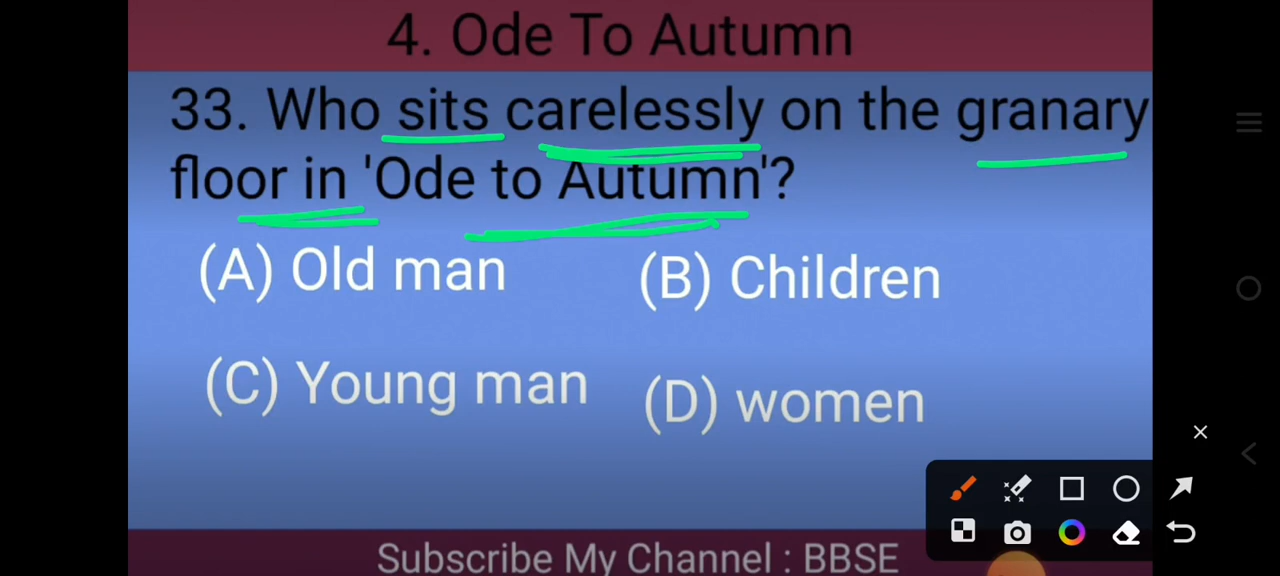 4. Ode To Autumn
33. Who sits carelessly on the granary
floor in 'Ode to Autumn'?
(A) Old man
(B) Children
(C) Young man
(D) women
Subscribe My Channel : BBSE